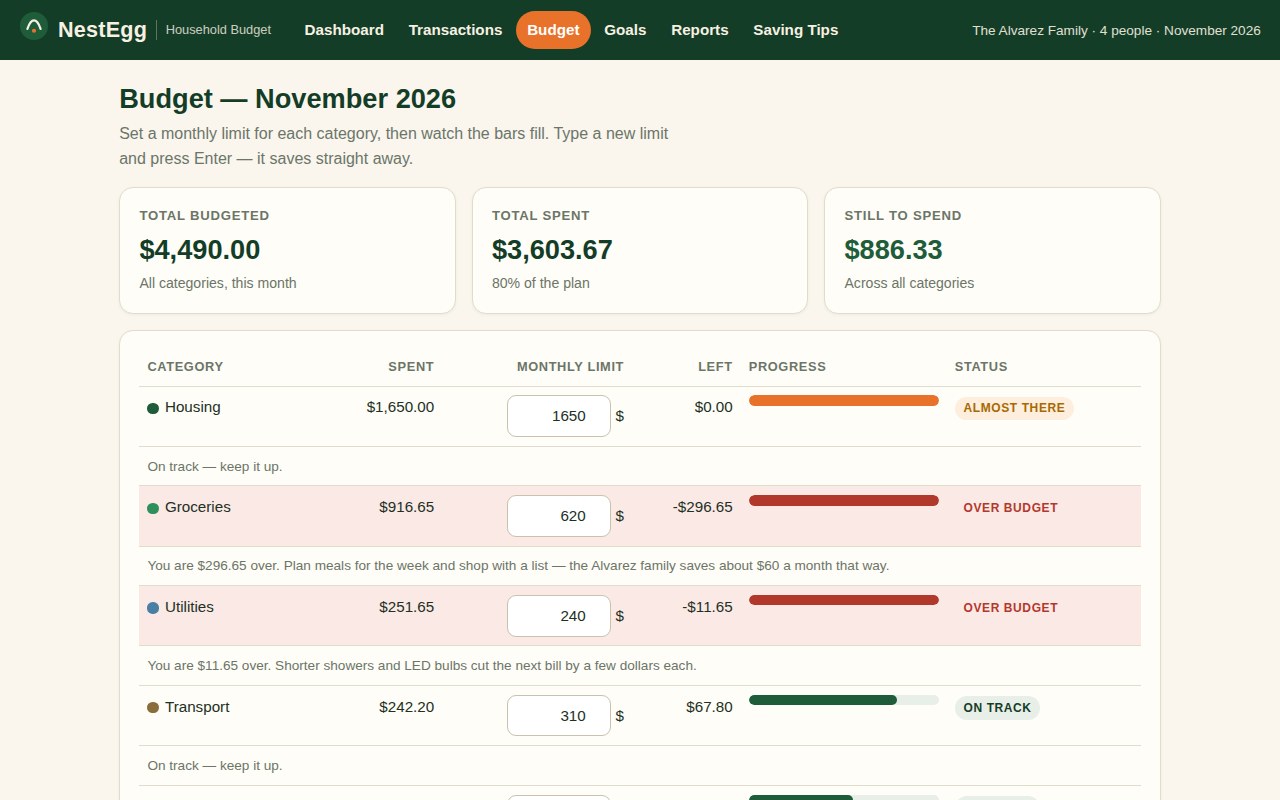 NestEgg Household Budget Dashboard Transactions Budget Goals Reports Saving Tips The Alvarez Family · 4 people · November 2026
Budget — November 2026
Set a monthly limit for each category, then watch the bars fill. Type a new limit
and press Enter — it saves straight away.
TOTAL BUDGETED
$4,490.00
All categories, this month
TOTAL SPENT
$3,603.67
80% of the plan
STILL TO SPEND
$886.33
Across all categories
CATEGORY SPENT MONTHLY LIMIT LEFT PROGRESS STATUS
Housing $1,650.00 1650 $ $0.00 ALMOST THERE
On track — keep it up.
Groceries $916.65 620 $ -$296.65 OVER BUDGET
You are $296.65 over. Plan meals for the week and shop with a list — the Alvarez family saves about $60 a month that way.
Utilities $251.65 240 $ -$11.65 OVER BUDGET
You are $11.65 over. Shorter showers and LED bulbs cut the next bill by a few dollars each.
Transport $242.20 310 $ $67.80 ON TRACK
On track — keep it up.